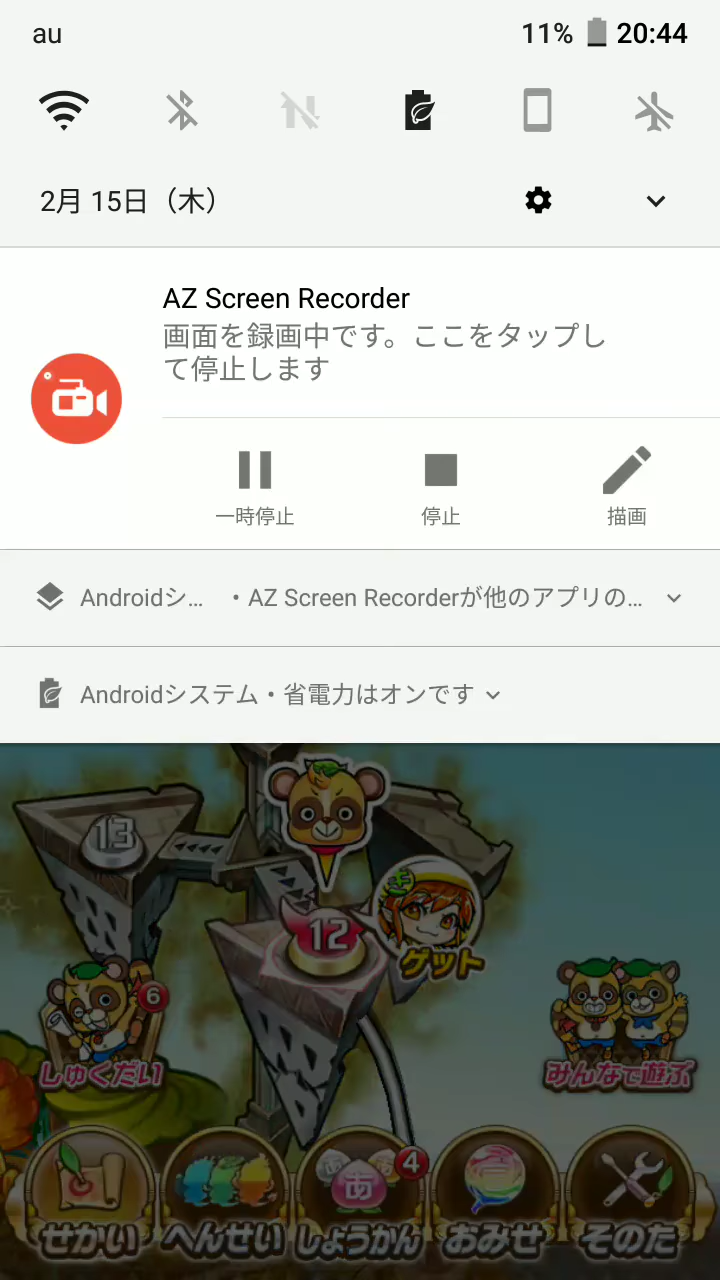 au 11% 20:44
2月 15日（木）
AZ Screen Recorder
画面を録画中です。ここをタップし
て停止します
一時停止 停止 描画
Androidシ… ・AZ Screen Recorderが他のアプリの…
Androidシステム・省電力はオンです
13
12
ゲット
6
しゅくだい みんなで遊ぶ
あ 4
せかい へんせい しょうかん おみせ そのた